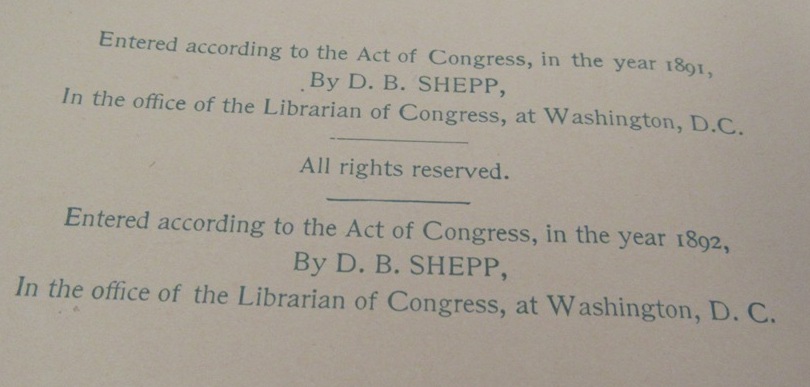 Entered according to the Act of Congress, in the year 1891,
By D. B. SHEPP,
In the office of the Librarian of Congress, at Washington, D.C.
All rights reserved.
Entered according to the Act of Congress, in the year 1892,
By D. B. SHEPP,
In the office of the Librarian of Congress, at Washington, D. C.